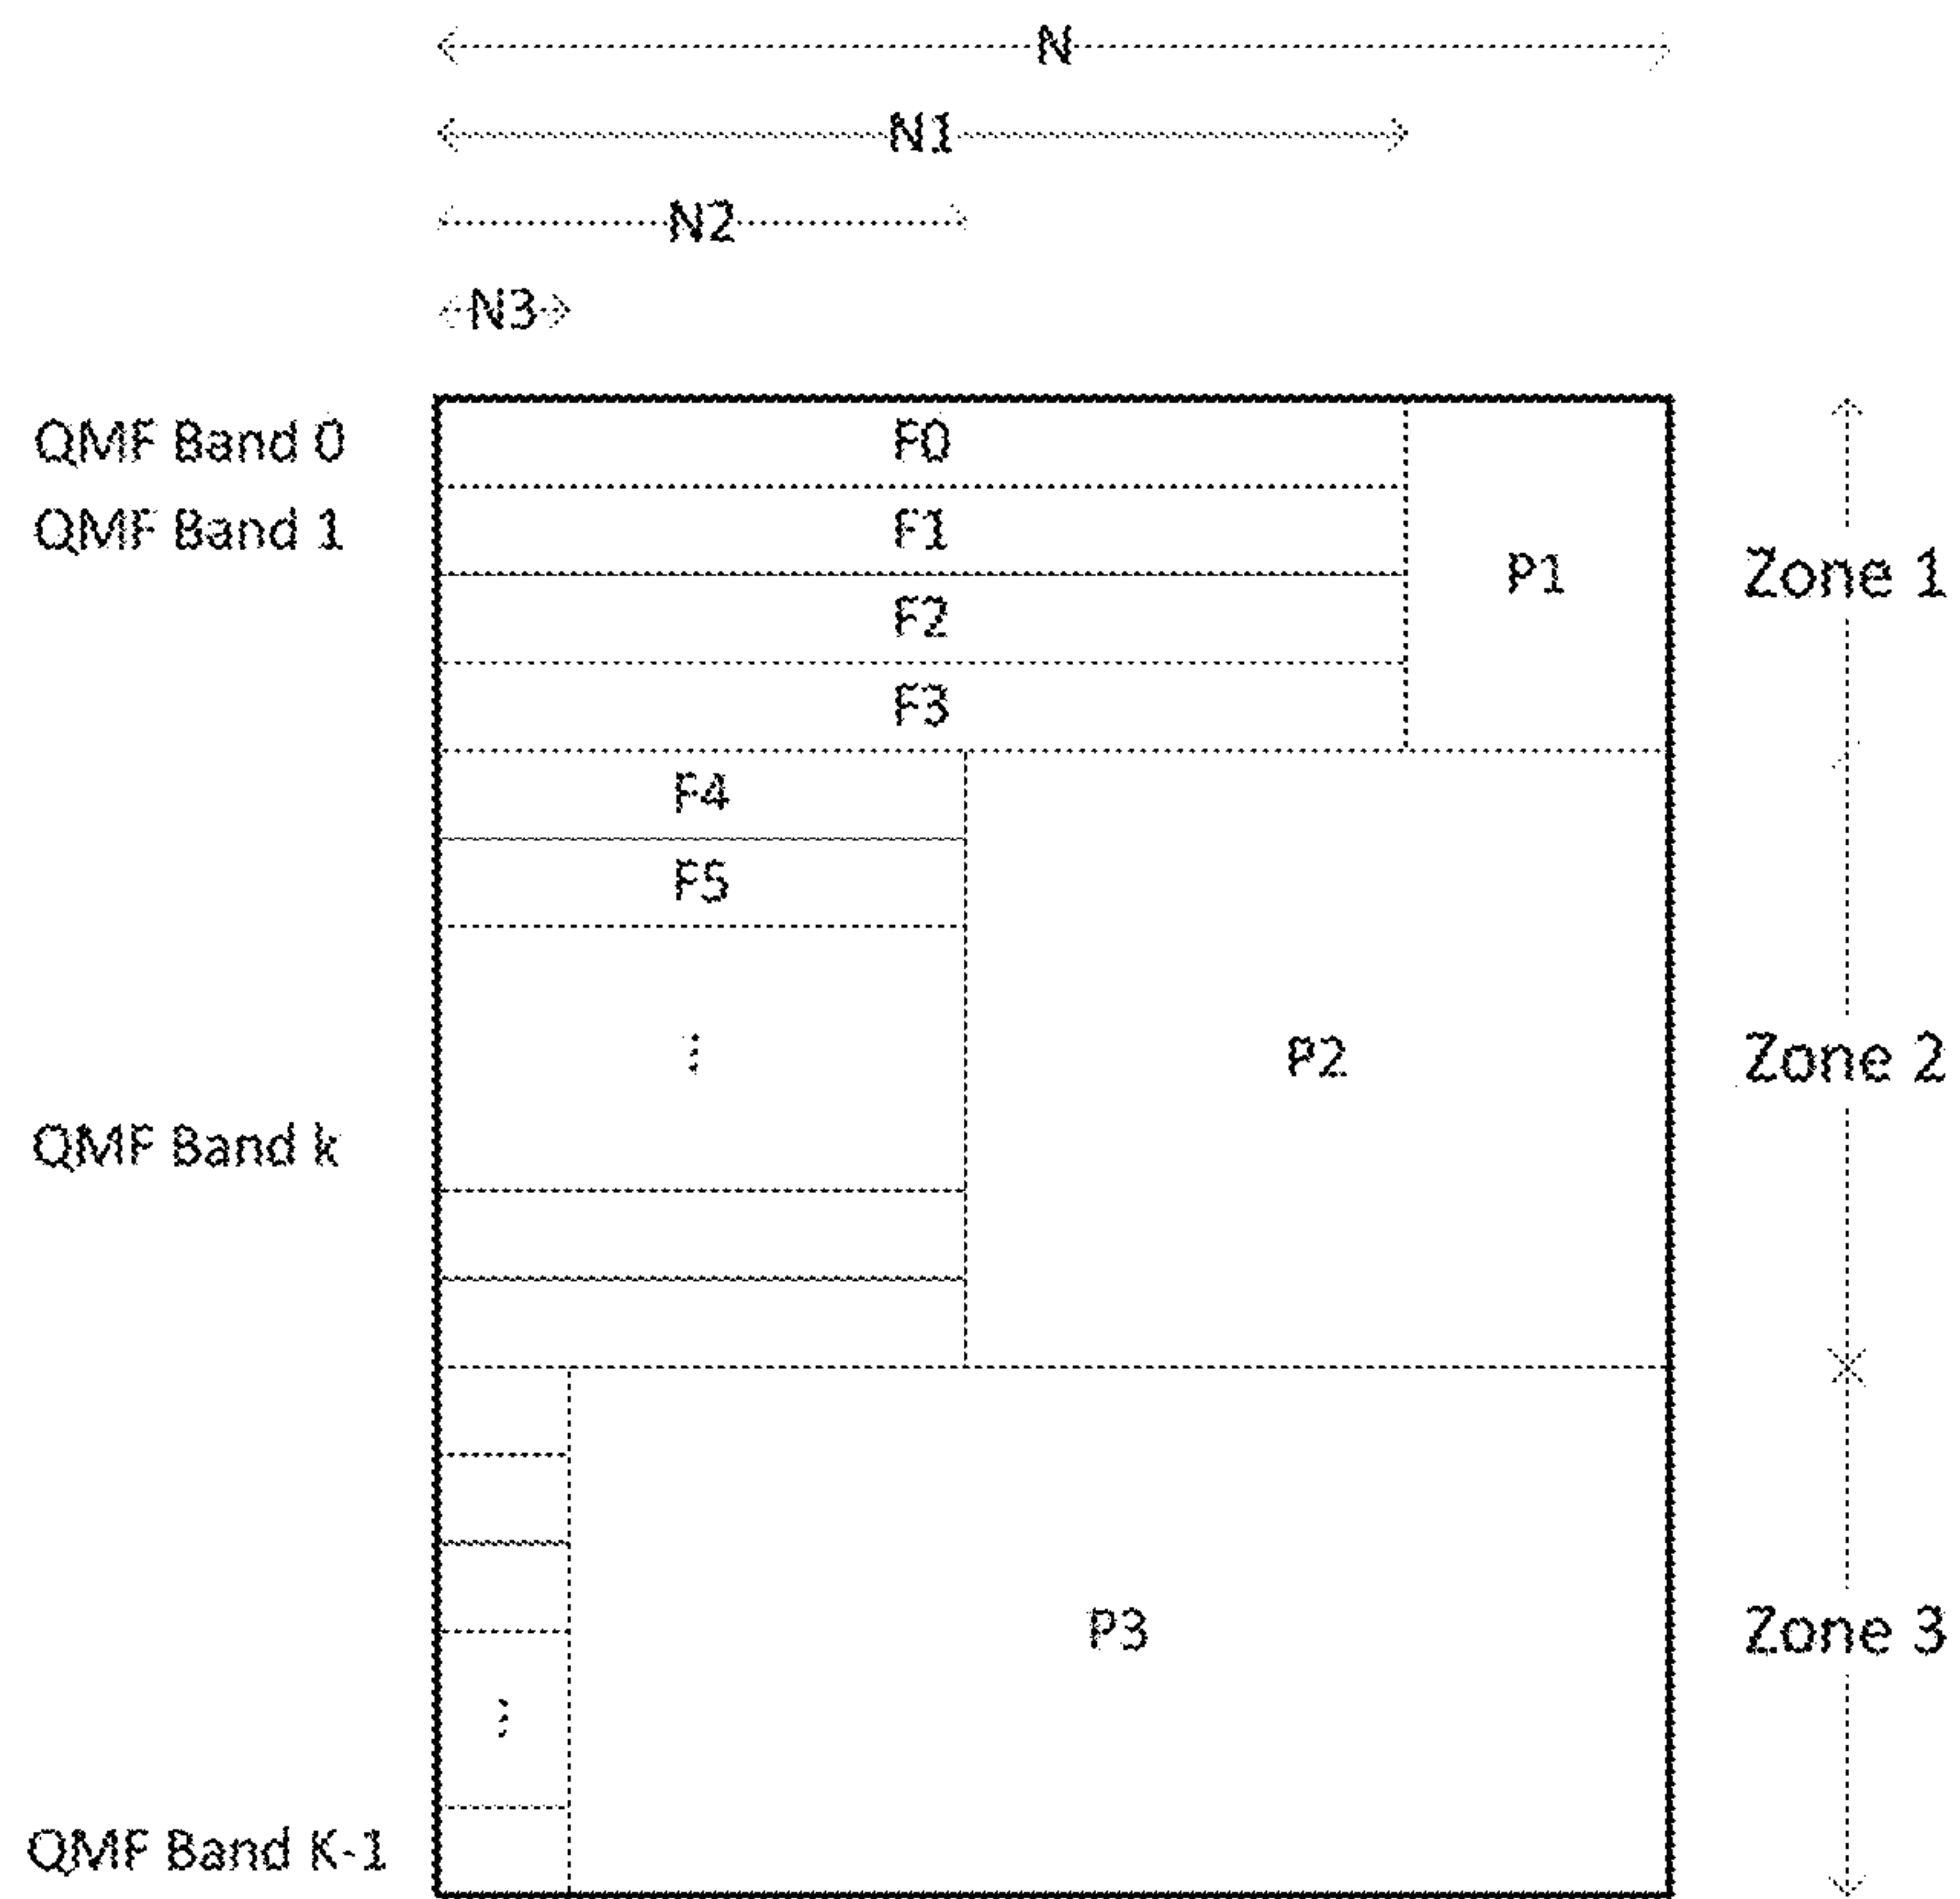 N
N1
N2
N3
QMF Band 0
F0
QMF Band 1
F1
P1
Zone 1
F2
F3
F4
F5
⋮
P2
Zone 2
QMF Band k
P3
Zone 3
⋮
QMF Band K-1